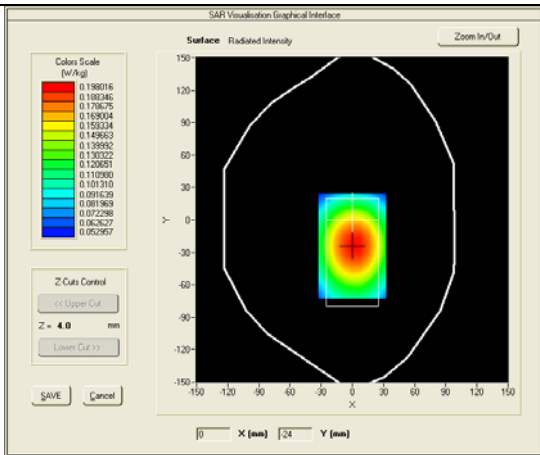 SAR Visualisation Graphical Interface
Surface Radiated Intensity
Zoom In/Out
Colors Scale
(W/kg)
0.198016
0.188346
0.178675
0.169004
0.159334
0.149663
0.139992
0.130322
0.120651
0.110980
0.101310
0.091639
0.081969
0.072298
0.062627
0.052957
Z Cuts Control
<< Upper Cut
Z = 4.0 mm
Lower Cut >>
SAVE Cancel
150
120
90
60
30
0
-30
-60
-90
-120
-150
Y
-150 -120 -90 -60 -30 0 30 60 90 120 150
X
0 X (mm) -24 Y (mm)